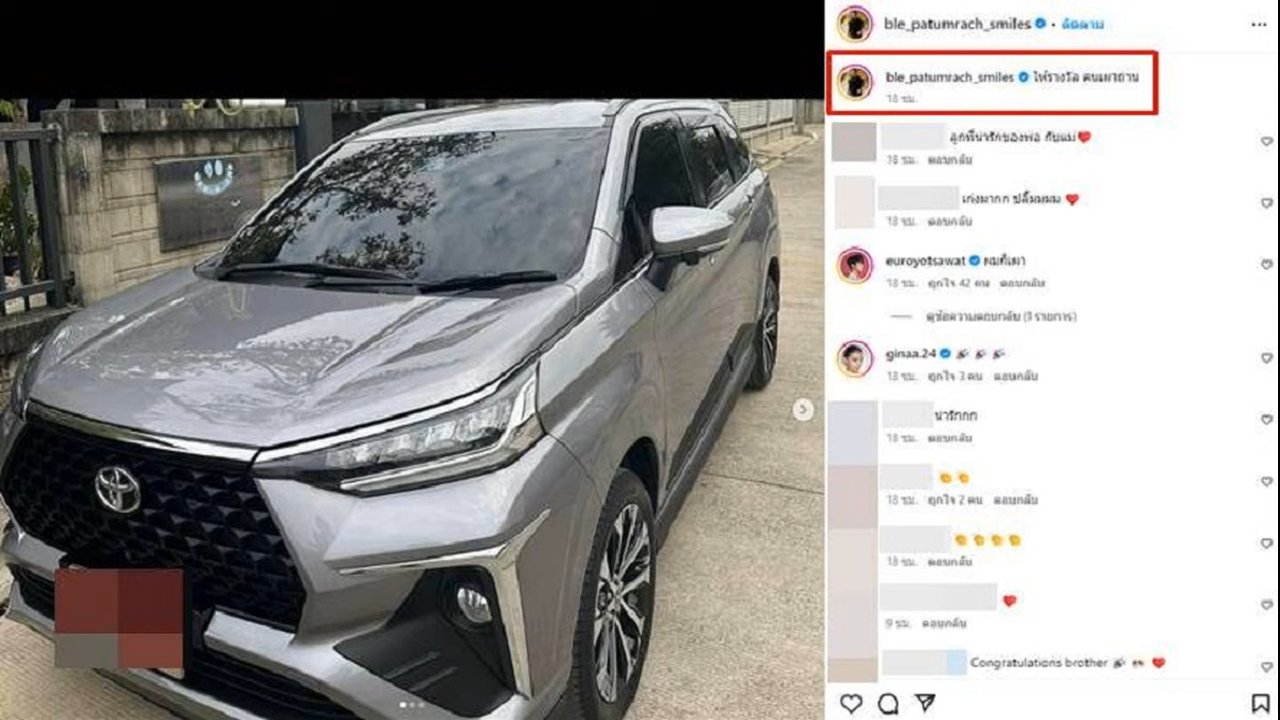 ble_patumrach_smiles • ติดตาม
ble_patumrach_smiles ให้รางวัล คนเผาถ่าน
18 ชม.
ลูกที่น่ารักของพ่อ กับแม่❤️
18 ชม. ตอบกลับ
เก่งมากก ปลื้มมมม ❤️
18 ชม. ตอบกลับ
euroyotsawat ผมก็เผา
18 ชม. ถูกใจ 42 คน ตอบกลับ
ดูข้อความตอบกลับ (1 รายการ)
ginaa.24 🎉 🎉 🎉
18 ชม. ถูกใจ 3 คน ตอบกลับ
น่ารักกก
18 ชม. ตอบกลับ
👏 👏
18 ชม. ถูกใจ 2 คน ตอบกลับ
👏 👏 👏 👏
18 ชม. ตอบกลับ
❤️
9 ชม. ตอบกลับ
Congratulations brother 🎉 ❤️